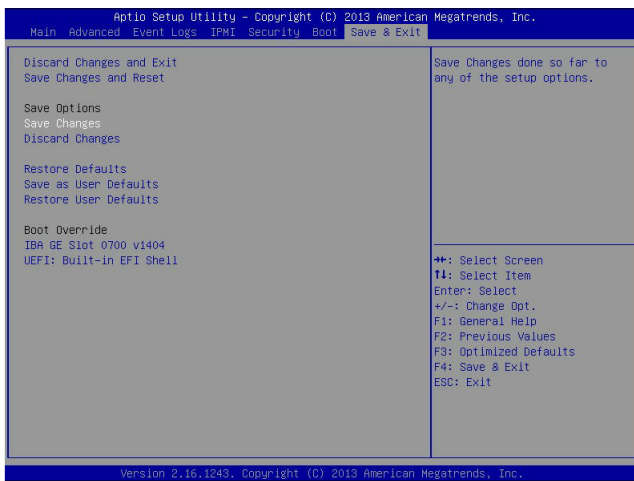 Aptio Setup Utility – Copyright (C) 2013 American Megatrends, Inc.
Main Advanced Event Logs IPMI Security Boot Save & Exit
Discard Changes and Exit
Save Changes and Reset
Save Options
Save Changes
Discard Changes
Restore Defaults
Save as User Defaults
Restore User Defaults
Boot Override
IBA GE Slot 0700 v1404
UEFI: Built-in EFI Shell
Save Changes done so far to
any of the setup options.
→←: Select Screen
↑↓: Select Item
Enter: Select
+/-: Change Opt.
F1: General Help
F2: Previous Values
F3: Optimized Defaults
F4: Save & Exit
ESC: Exit
Version 2.16.1243. Copyright (C) 2013 American Megatrends, Inc.